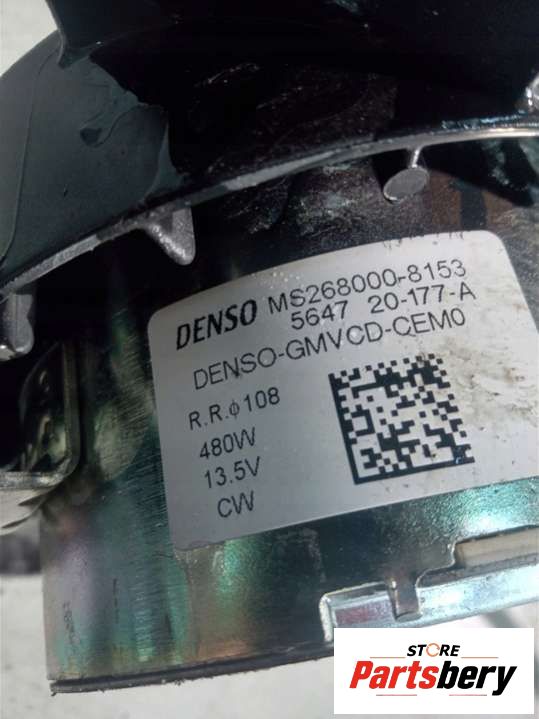 DENSO MS268000-8153
5647 20-177-A
DENSO-GMVCD-CEM0
R.R.ϕ108
480W
13.5V
CW
STORE
Partsbery